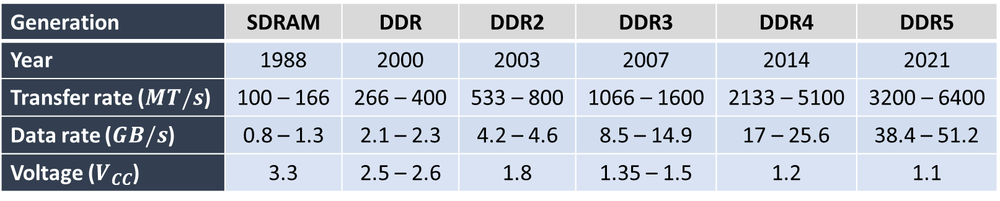 Generation SDRAM DDR DDR2 DDR3 DDR4 DDR5
Year 1988 2000 2003 2007 2014 2021
Transfer rate (MT/s) 100 – 166 266 – 400 533 – 800 1066 – 1600 2133 – 5100 3200 – 6400
Data rate (GB/s) 0.8 – 1.3 2.1 – 2.3 4.2 – 4.6 8.5 – 14.9 17 – 25.6 38.4 – 51.2
Voltage (V_CC) 3.3 2.5 – 2.6 1.8 1.35 – 1.5 1.2 1.1